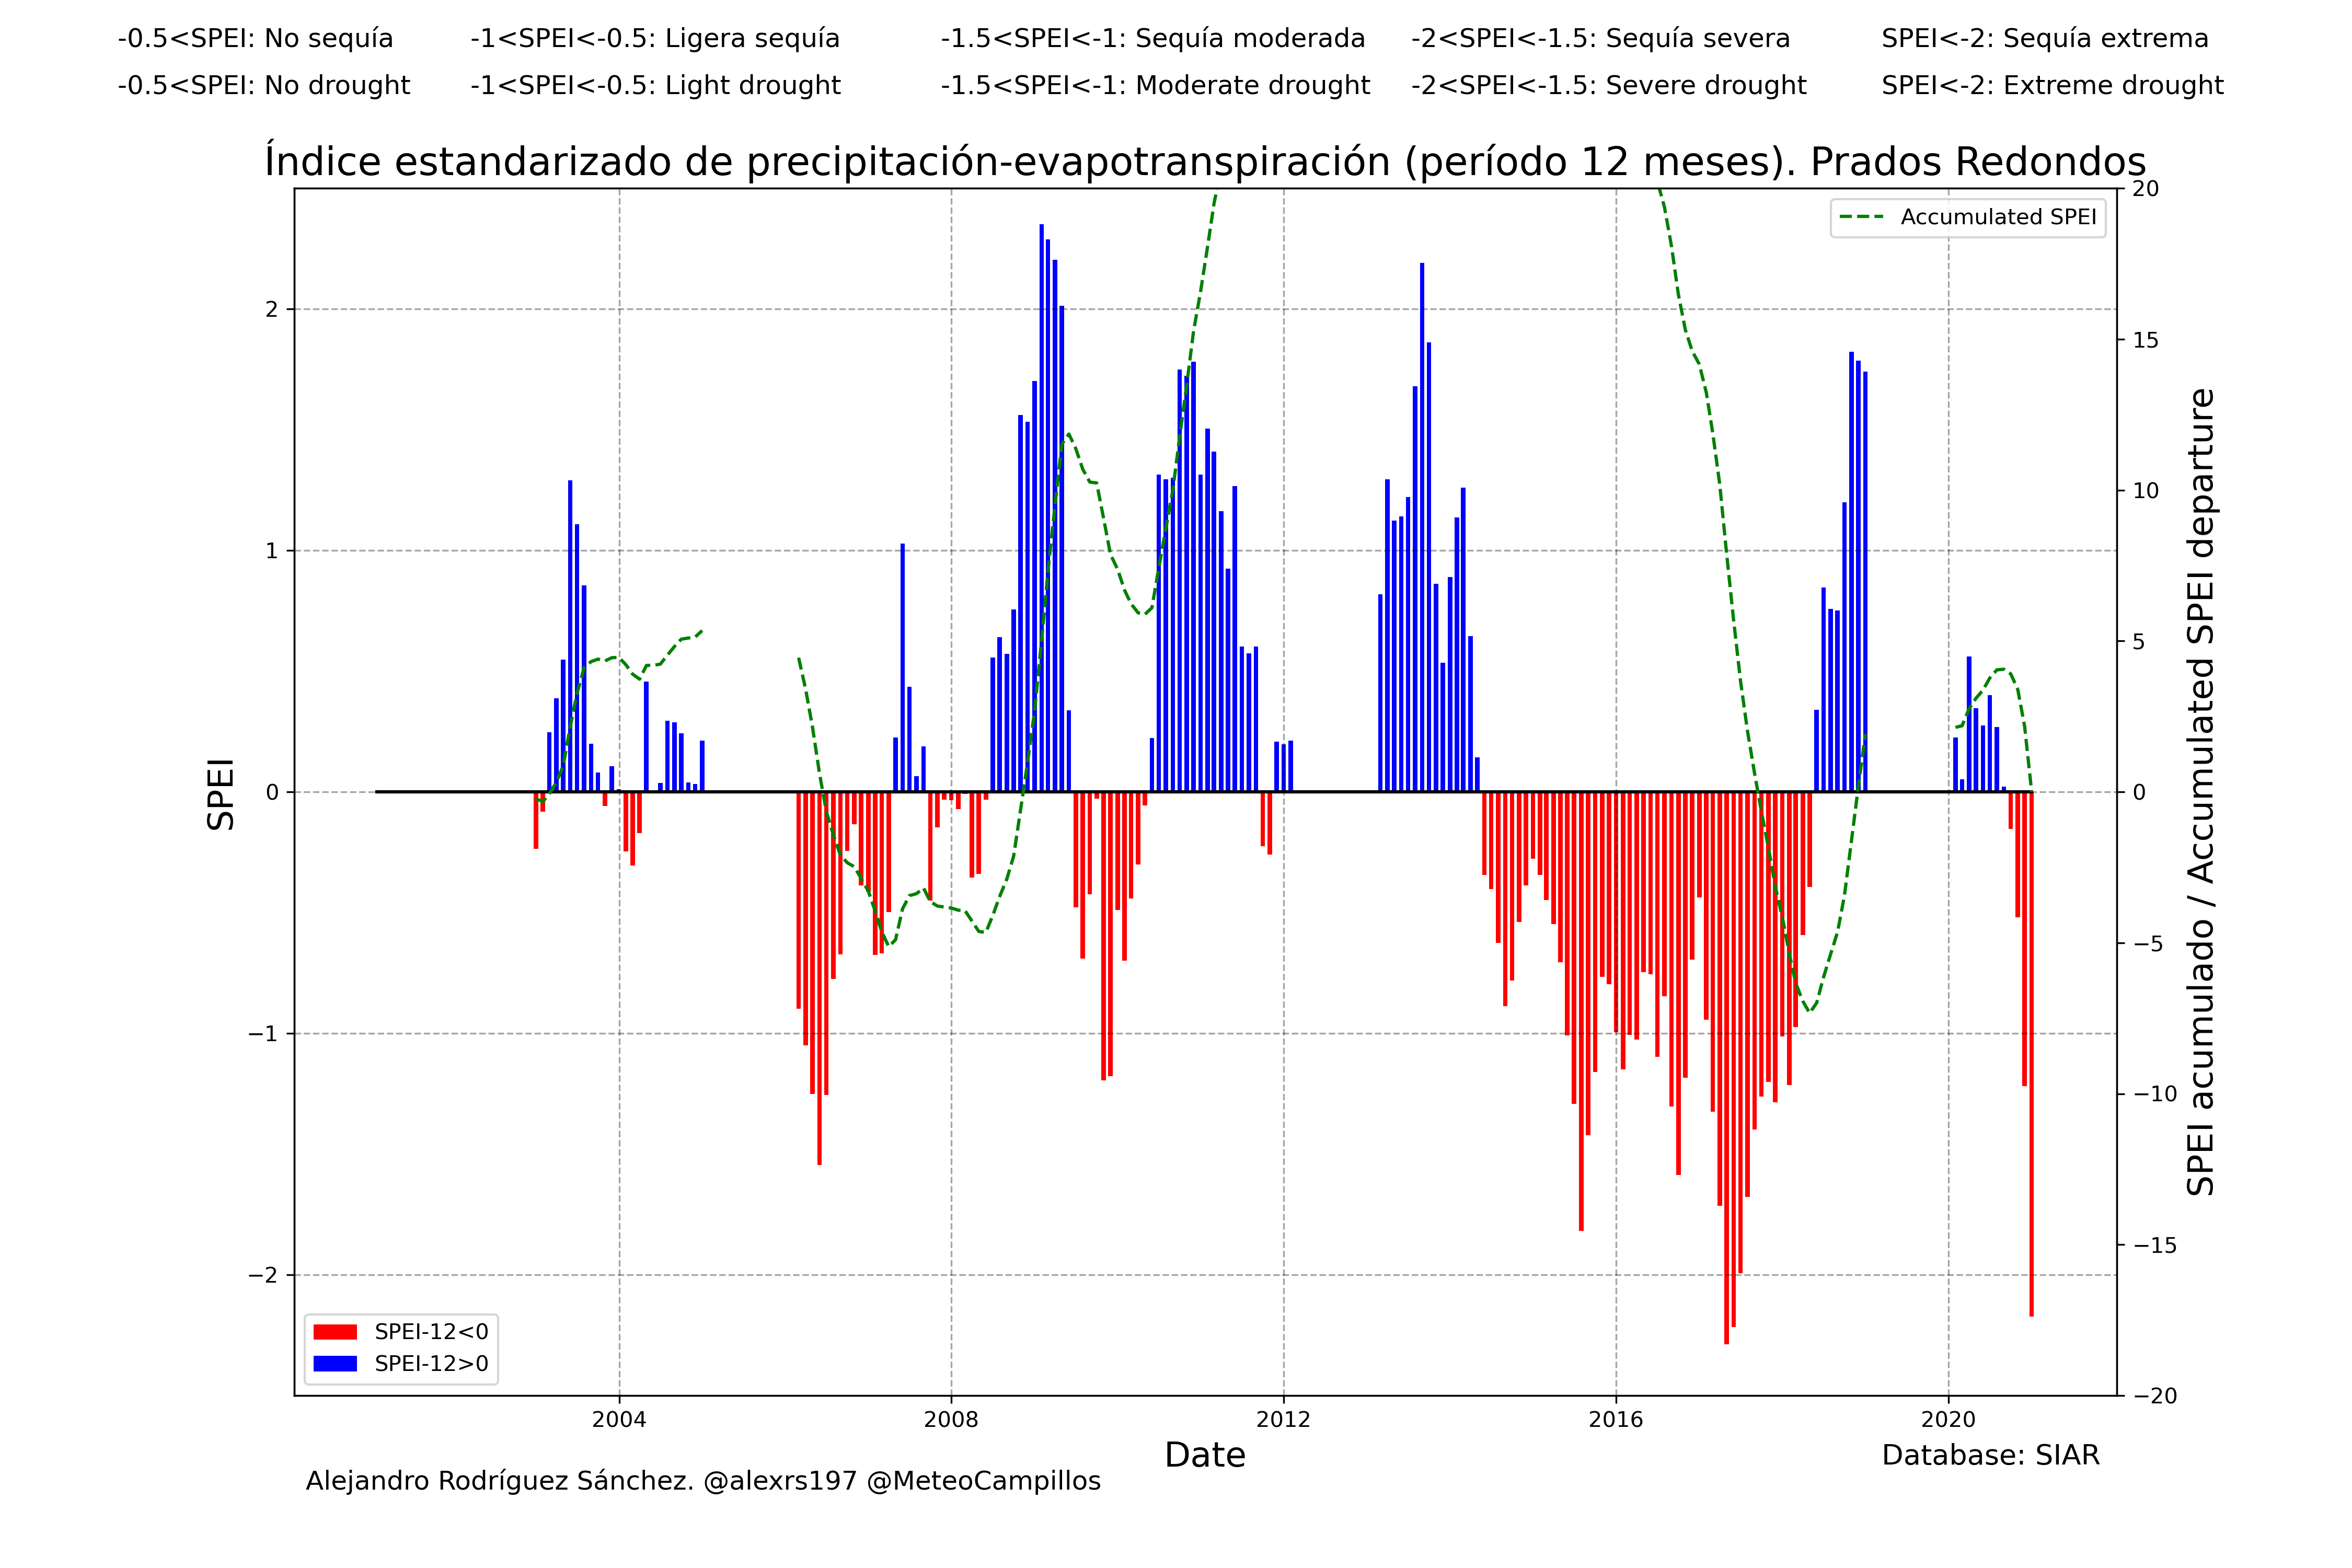 -0.5<SPEI: No sequía -1<SPEI<-0.5: Ligera sequía -1.5<SPEI<-1: Sequía moderada -2<SPEI<-1.5: Sequía severa SPEI<-2: Sequía extrema
-0.5<SPEI: No drought -1<SPEI<-0.5: Light drought -1.5<SPEI<-1: Moderate drought -2<SPEI<-1.5: Severe drought SPEI<-2: Extreme drought
Índice estandarizado de precipitación-evapotranspiración (período 12 meses). Prados Redondos
Accumulated SPEI
SPEI
2
1
0
−1
−2
20
15
10
5
0
−5
−10
−15
−20
SPEI acumulado / Accumulated SPEI departure
SPEI-12<0
SPEI-12>0
2004 2008 2012 2016 2020
Date
Database: SIAR
Alejandro Rodríguez Sánchez. @alexrs197 @MeteoCampillos